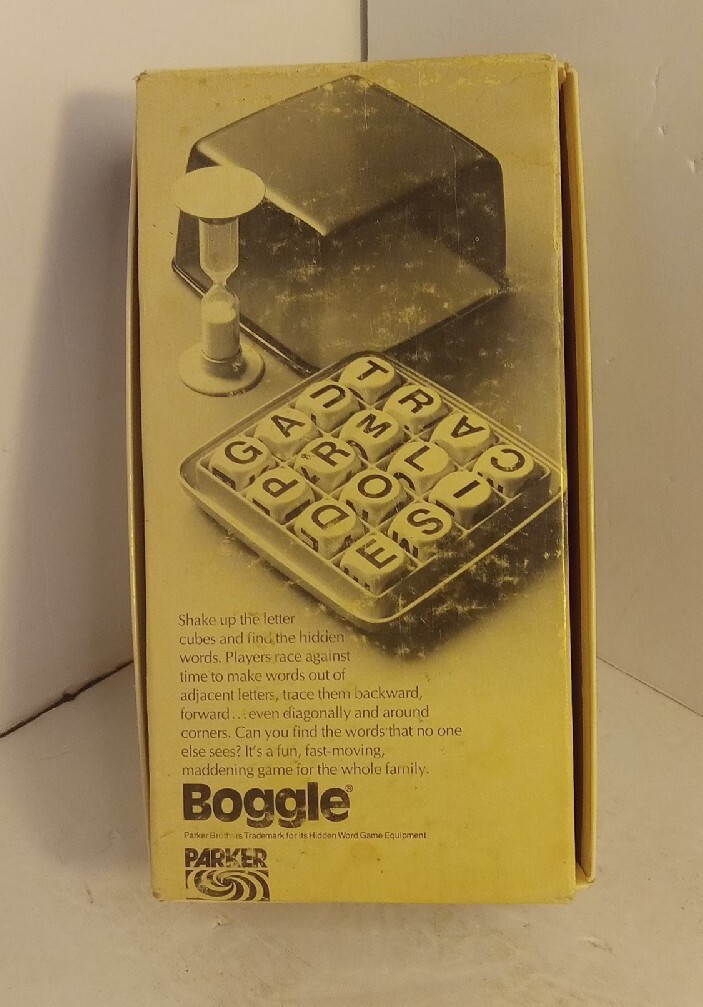 G A U T
P R M R
D O L A
E S I C
Shake up the letter
cubes and find the hidden
words. Players race against
time to make words out of
adjacent letters, trace them backward,
forward...even diagonally and around
corners. Can you find the words that no one
else sees? It's a fun, fast-moving,
maddening game for the whole family.
Boggle®
Parker Brothers Trademark for its Hidden Word Game Equipment
PARKER